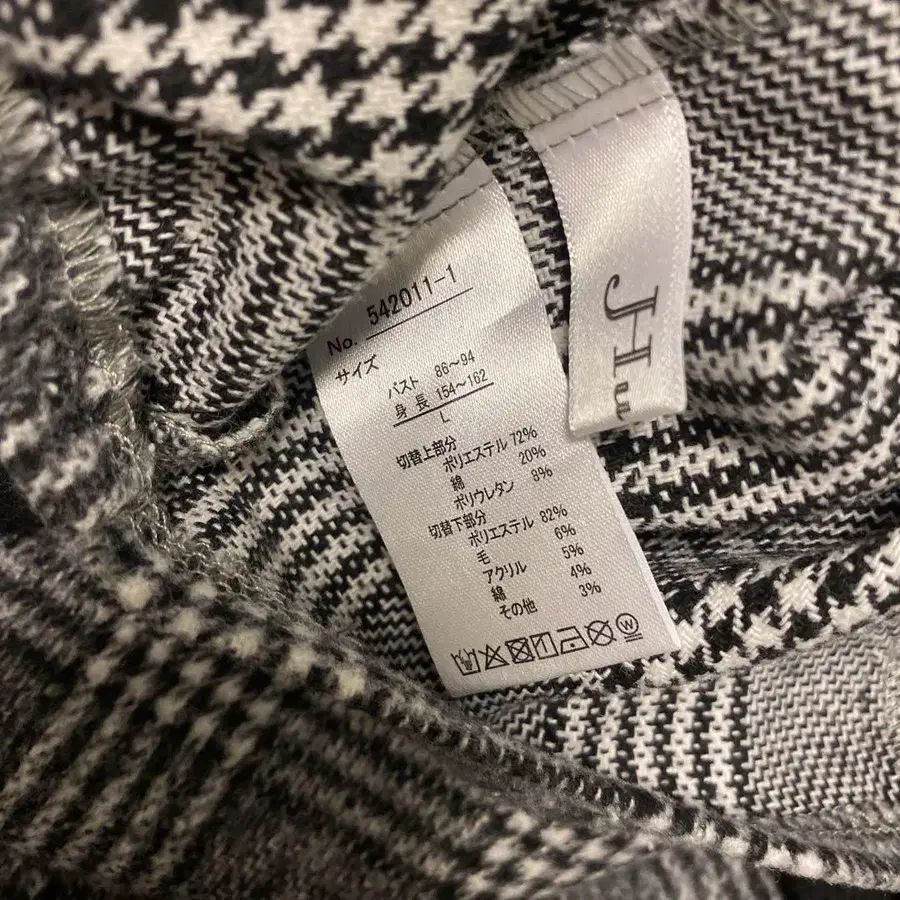 No. 542011-1
サイズ
バスト 86〜94
身長 154〜162
L
切替上部分
ポリエステル 72%
綿 20%
ポリウレタン 8%
切替下部分
ポリエステル 82%
毛 6%
アクリル 5%
綿 4%
その他 3%
W